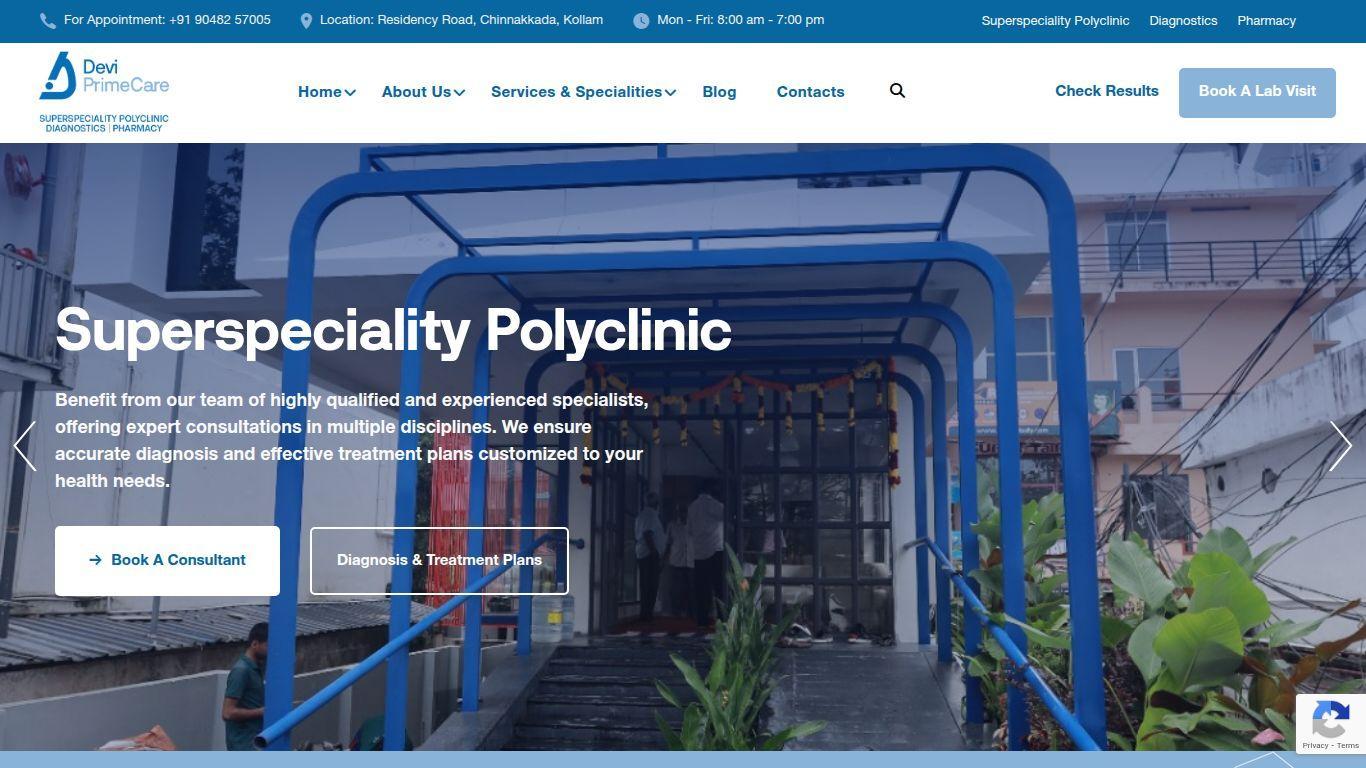 For Appointment: +91 90482 57005
Location: Residency Road, Chinnakkada, Kollam
Mon - Fri: 8:00 am - 7:00 pm
Superspeciality Polyclinic
Diagnostics
Pharmacy
Devi
PrimeCare
SUPERSPECIALITY POLYCLINIC
DIAGNOSTICS | PHARMACY
Home
About Us
Services & Specialities
Blog
Contacts
Check Results
Book A Lab Visit
Superspeciality Polyclinic
Benefit from our team of highly qualified and experienced specialists,
offering expert consultations in multiple disciplines. We ensure
accurate diagnosis and effective treatment plans customized to your
health needs.
→ Book A Consultant
Diagnosis & Treatment Plans
Privacy - Terms